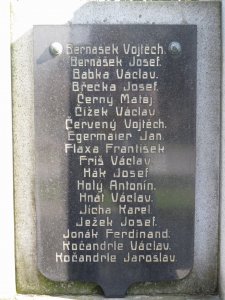 Bernášek Vojtěch.
Bernášek Josef.
Babka Václav.
Břečka Josef.
Černý Matěj.
Čížek Václav.
Červený Vojtěch.
Egermaier Jan.
Flaxa František.
Friš Václav.
Hák Josef.
Holý Antonín.
Hnát Václav.
Jícha Karel.
Ježek Josef.
Jonák Ferdinand.
Kočandrle Václav.
Kočandrle Jaroslav.